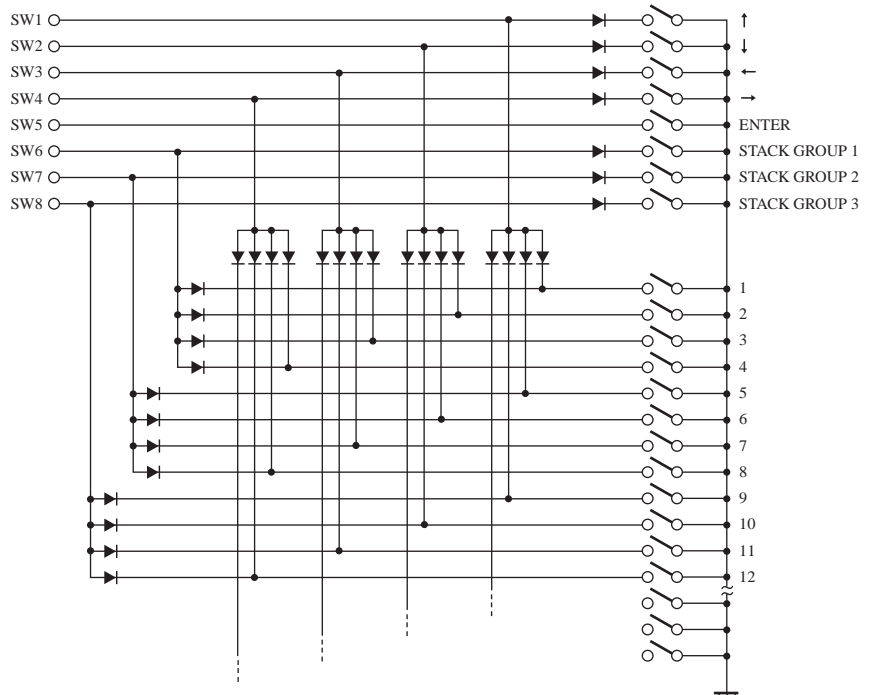 SW1 ↑
SW2 ↓
SW3 ←
SW4 →
SW5 ENTER
SW6 STACK GROUP 1
SW7 STACK GROUP 2
SW8 STACK GROUP 3
1
2
3
4
5
6
7
8
9
10
11
12